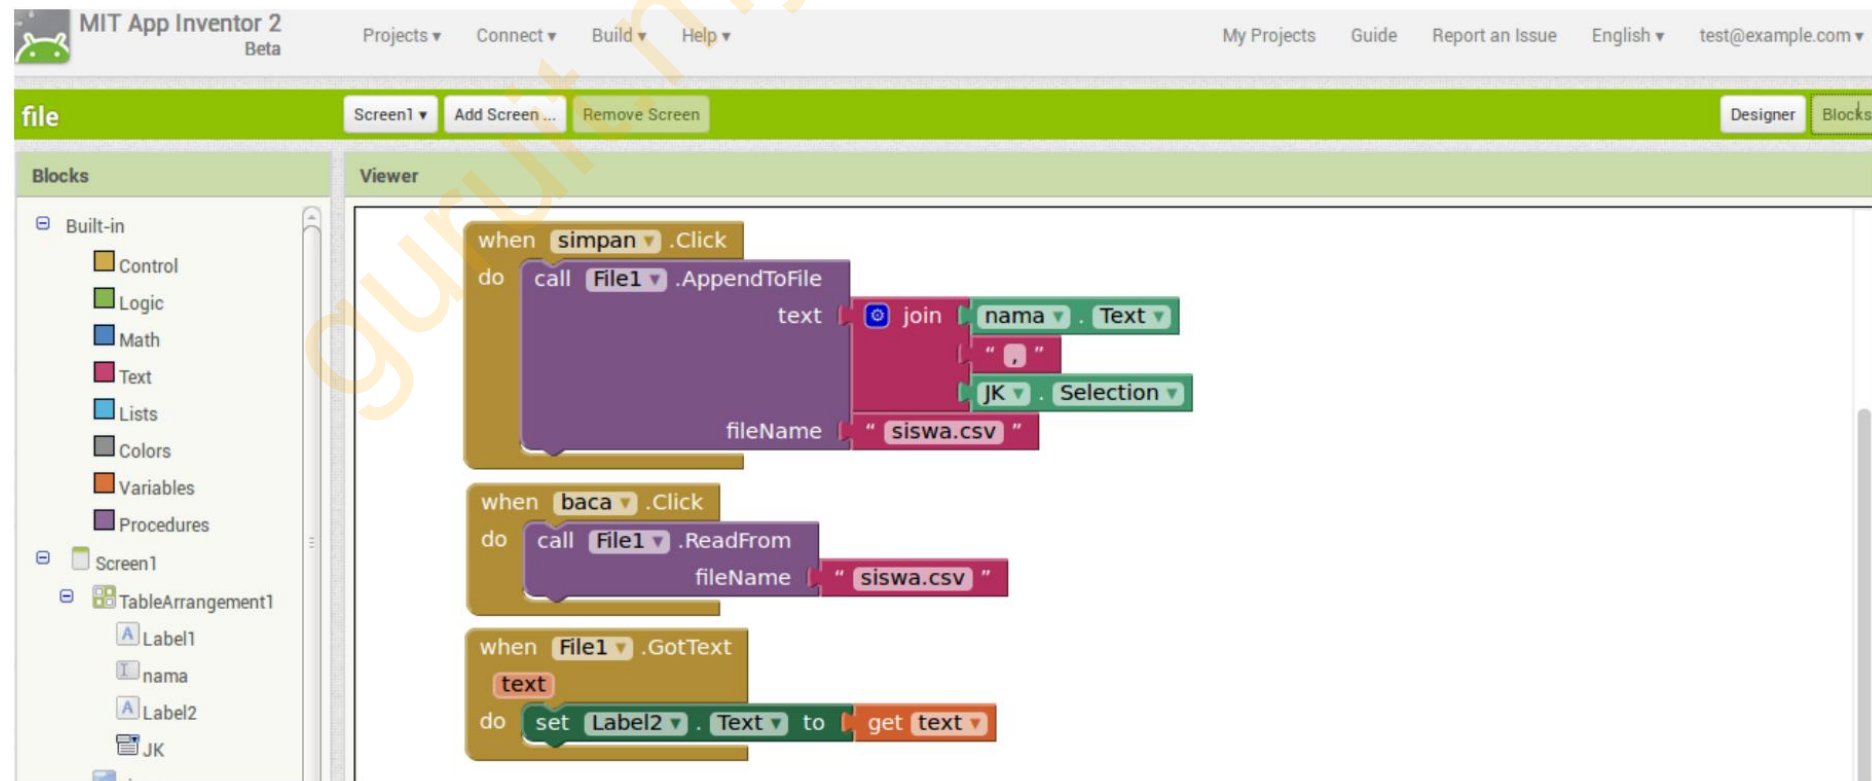 MIT App Inventor 2
Beta
Projects Connect Build Help My Projects Guide Report an Issue English test@example.com
file Screen1 Add Screen ... Remove Screen Designer Blocks
Blocks Viewer
Built-in
Control
Logic
Math
Text
Lists
Colors
Variables
Procedures
Screen1
TableArrangement1
Label1
nama
Label2
JK
when simpan .Click
do call File1 .AppendToFile
text join nama . Text
" , "
JK . Selection
fileName " siswa.csv "
when baca .Click
do call File1 .ReadFrom
fileName " siswa.csv "
when File1 .GotText
text
do set Label2 . Text to get text